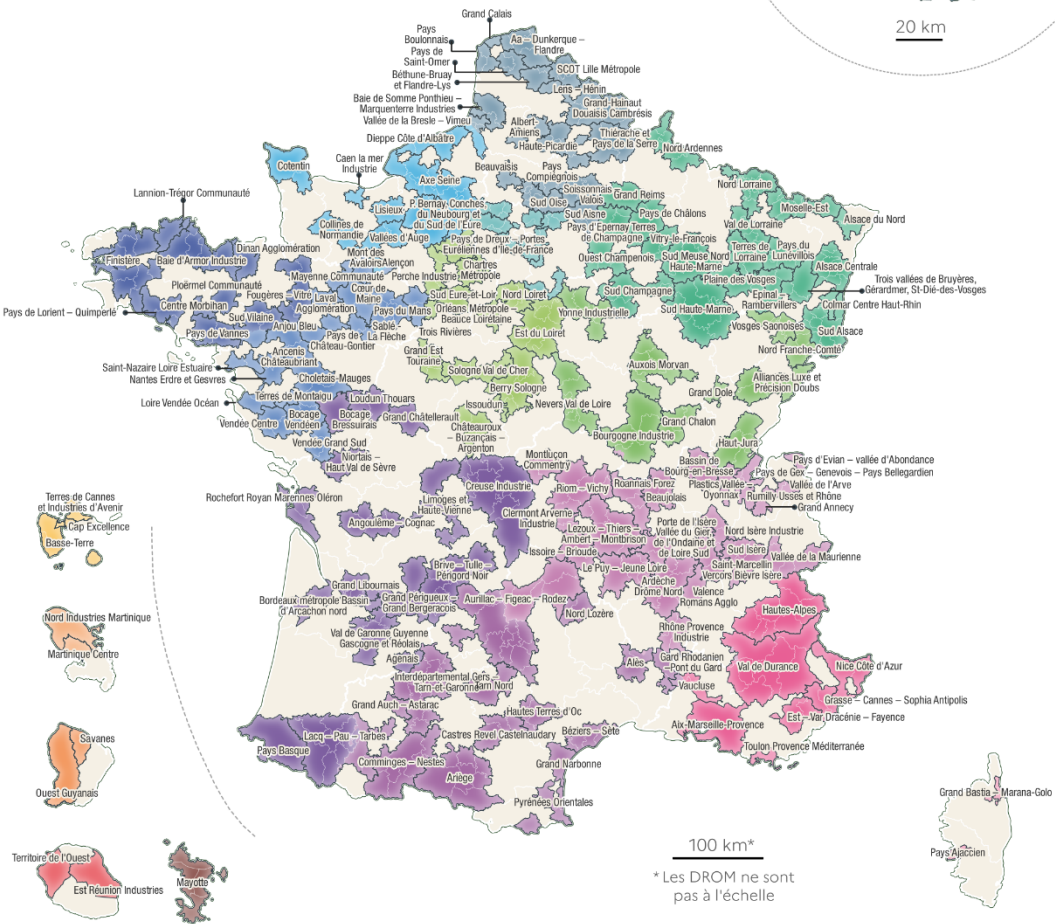 20 km
Grand Calais
Pays
Boulonnais
Pays de
Saint-Omer
Béthune-Bruay
et Flandre-Lys
Aa – Dunkerque –
Flandre
SCOT Lille Métropole
Lens – Hénin
Grand-Hainaut
Douaisis Cambrésis
Baie de Somme Ponthieu –
Marquenterre Industries
Vallée de la Bresle – Vimeu
Albert-
Amiens
Haute-Picardie
Thiérache et
Pays de la Serre
Nord Ardennes
Dieppe Côte d'Albâtre
Caen la mer
Industrie
Cotentin
Axe Seine
Beauvaisis
Pays
Compiégnois
Sud Oise
Soissonnais
Valois
Sud Aisne
Grand Reims
Nord Lorraine
Moselle-Est
Alsace du Nord
Lannion-Trégor Communauté
Lisieux
P. Bernay, Conches,
du Neubourg et
du Sud de l'Eure
Collines de
Normandie
Vallées d'Auge
Pays d'Epernay Terres
de Champagne
Pays de Châlons
Vitry-le-François
Val de Lorraine
Terres de
Lorraine
Pays du
Lunévillois
Finistère
Baie d'Armor Industrie
Dinan Agglomération
Mont des
Avaloirs
Alençon
Pays de Dreux – Portes
Euréliennes d'Ile-de-France
Chartres
Métropole
Ouest Champenois
Sud Meuse Nord
Haute-Marne
Alsace Centrale
Ploërmel Communauté
Mayenne Communauté
Perche Industrie
Plaine des Vosges
Trois vallées de Bruyères,
Gérardmer, St-Dié-des-Vosges
Centre Morbihan
Fougères – Vitré
Laval
Agglomération
Cœur de
Maine
Sud Eure-et-Loir
Nord Loiret
Sud Champagne
Epinal –
Rambervillers
Colmar Centre Haut-Rhin
Pays de Lorient – Quimperlé
Sud Vilaine
Pays du Mans
Orléans Métropole –
Beauce Loirétaine
Yonne Industrielle
Sud Haute-Marne
Pays de Vannes
Anjou Bleu
Pays de
Château-Gontier
Sablé-
La Flèche
Trois Rivières
Est du Loiret
Vosges Saônoises
Sud Alsace
Ancenis
Châteaubriant
Grand Est
Touraine
Auxois Morvan
Nord Franche-Comté
Saint-Nazaire Loire Estuaire
Nantes Erdre et Gesvres
Choletais-Mauges
Sologne Val de Cher
Berry Sologne
Grand Dole
Alliances Luxe et
Précision Doubs
Loire Vendée Océan
Terres de Montaigu
Loudun Thouars
Issoudun
Nevers Val de Loire
Vendée Centre
Bocage
Vendéen
Bocage
Bressuirais
Grand Châtellerault
Châteauroux
– Buzançais –
Argenton
Grand Chalon
Bourgogne Industrie
Haut-Jura
Vendée Grand Sud
Niortais –
Haut Val de Sèvre
Montluçon
Commentry
Bassin de
Bourg-en-Bresse
Pays d'Evian – vallée d'Abondance
Pays de Gex – Genevois – Pays Bellegardien
Rochefort Royan Marennes Oléron
Creuse Industrie
Riom – Vichy
Roannais Forez
Beaujolais
Plastics Vallée –
Oyonnax
Vallée de l'Arve
Rumilly Usses et Rhône
Grand Annecy
Terres de Cannes
et Industries d'Avenir
Cap Excellence
Basse-Terre
Angoulême – Cognac
Limoges et
Haute-Vienne
Clermont Arverne
Industrie
Lezoux – Thiers –
Ambert – Montbrison
Porte de l'Isère
Vallée du Gier,
de l'Ondaine et
de Loire Sud
Nord Isère Industrie
Issoire – Brioude
Sud Isère
Vallée de la Maurienne
Brive – Tulle –
Périgord Noir
Le Puy – Jeune Loire
Saint-Marcellin
Vercors Bièvre Isère
Grand Libournais
Ardèche
Drôme Nord
Valence
Romans Agglo
Bordeaux métropole Bassin
d'Arcachon nord
Grand Périgueux –
Grand Bergeracois
Aurillac – Figeac – Rodez
Nord Lozère
Hautes-Alpes
Nord Industries Martinique
Martinique Centre
Val de Garonne Guyenne
Gascogne et Réolais
Rhône Provence
Industrie
Agenais
Alès
Gard Rhodanien
–Pont du Gard
Val de Durance
Nice Côte d'Azur
Interdépartemental Gers
Tarn-et-Garonne
Tarn Nord
Vaucluse
Grasse – Cannes – Sophia Antipolis
Grand Auch – Astarac
Hautes Terres d'Oc
Aix-Marseille-Provence
Est – Var Dracénie – Fayence
Savanes
Ouest Guyanais
Pays Basque
Lacq – Pau – Tarbes
Castres Revel Castelnaudary
Béziers – Sète
Toulon Provence Méditerranée
Comminges – Nestes
Ariège
Grand Narbonne
Pyrénées Orientales
Grand Bastia – Marana-Golo
Pays Ajaccien
100 km*
* Les DROM ne sont
pas à l'échelle
Territoire de l'Ouest
Est Réunion Industries
Mayotte